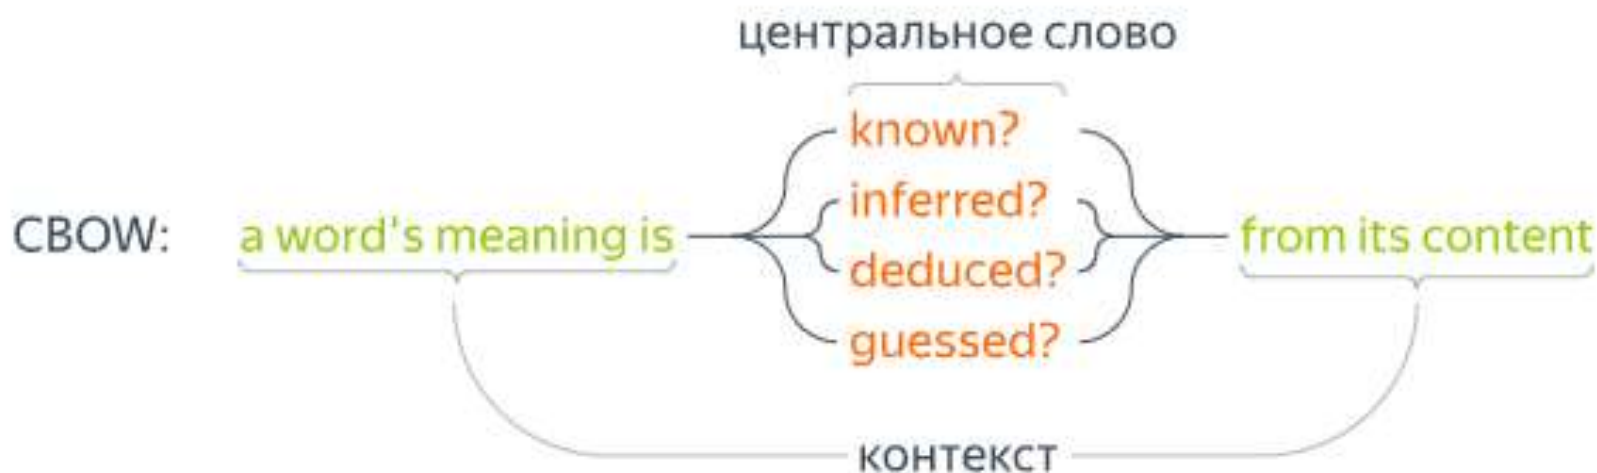 центральное слово
known?
inferred?
CBOW: a word's meaning is from its content
deduced?
guessed?
контекст